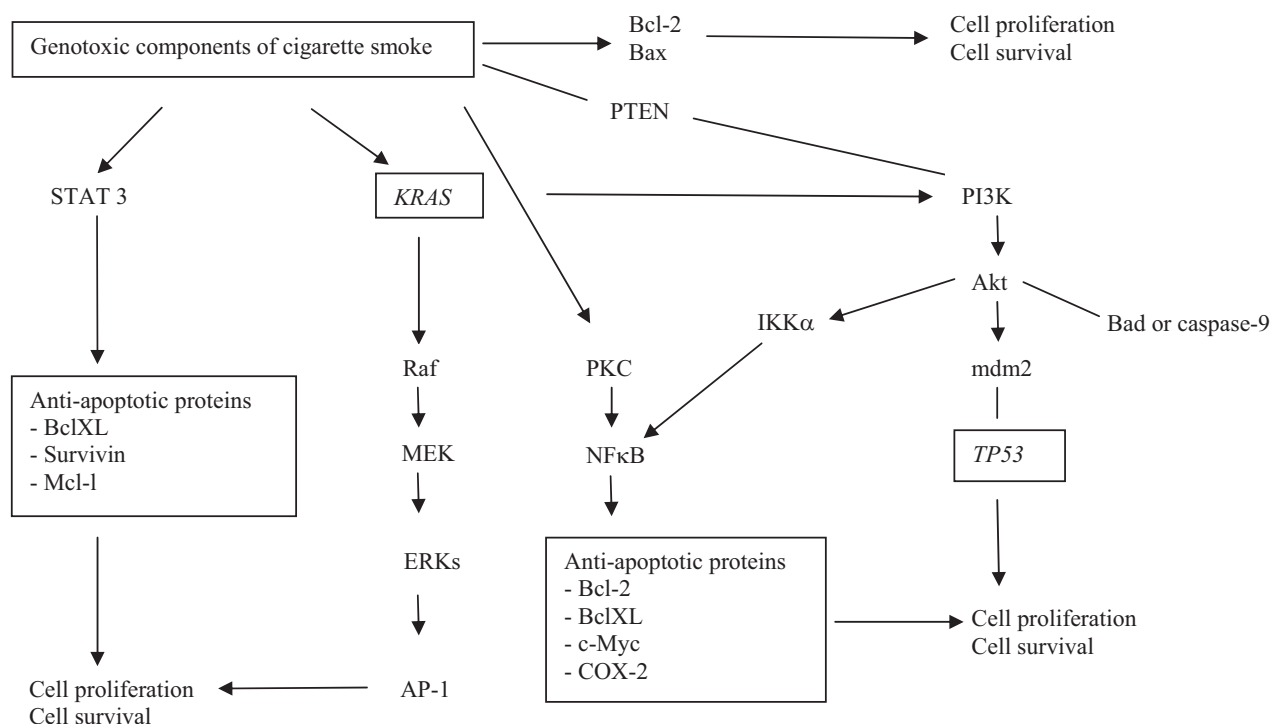 Genotoxic components of cigarette smoke
Bcl-2
Bax
Cell proliferation
Cell survival
PTEN
STAT 3
KRAS
PI3K
Akt
IKKα
Bad or caspase-9
Raf
PKC
mdm2
Anti-apoptotic proteins
- BclXL
- Survivin
- Mcl-l
MEK
NFκB
TP53
ERKs
Anti-apoptotic proteins
- Bcl-2
- BclXL
- c-Myc
- COX-2
Cell proliferation
Cell survival
Cell proliferation
Cell survival
AP-1